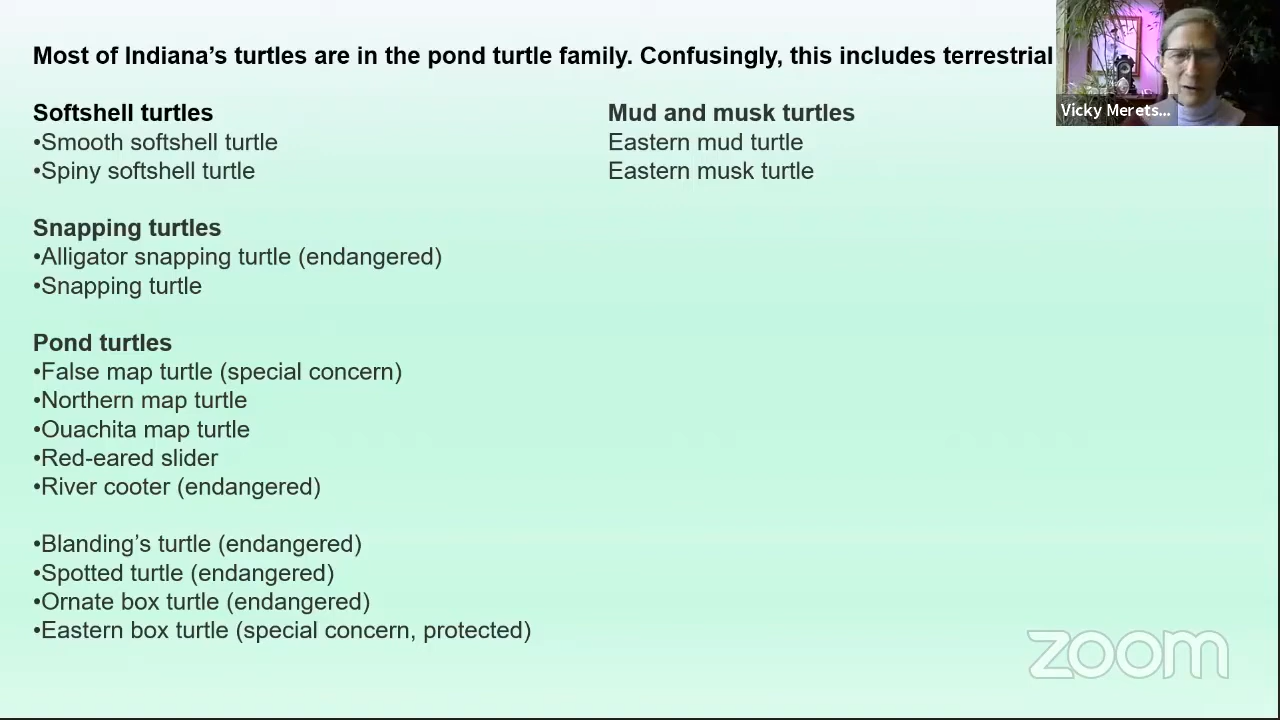 Most of Indiana’s turtles are in the pond turtle family. Confusingly, this includes terrestrial
Vicky Merets...
Softshell turtles
•Smooth softshell turtle
•Spiny softshell turtle
Mud and musk turtles
Eastern mud turtle
Eastern musk turtle
Snapping turtles
•Alligator snapping turtle (endangered)
•Snapping turtle
Pond turtles
•False map turtle (special concern)
•Northern map turtle
•Ouachita map turtle
•Red-eared slider
•River cooter (endangered)
•Blanding’s turtle (endangered)
•Spotted turtle (endangered)
•Ornate box turtle (endangered)
•Eastern box turtle (special concern, protected)
zoom